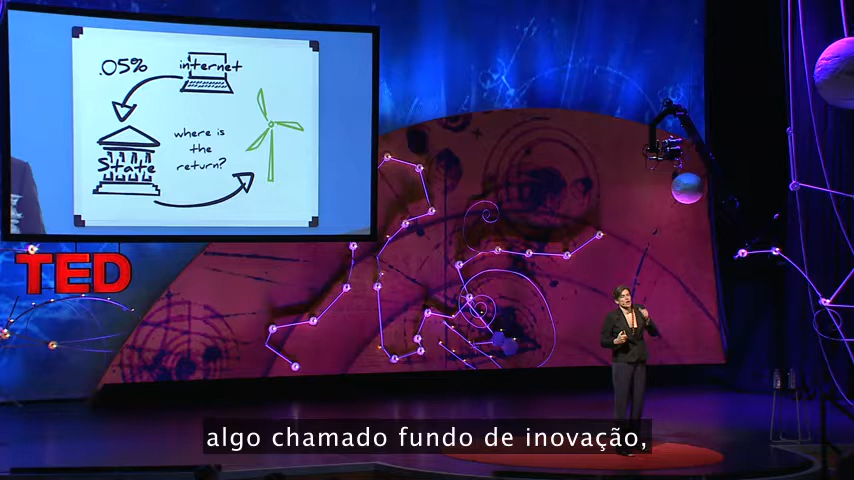 .05%
internet
where is
the
return?
State
TED
algo chamado fundo de inovação,